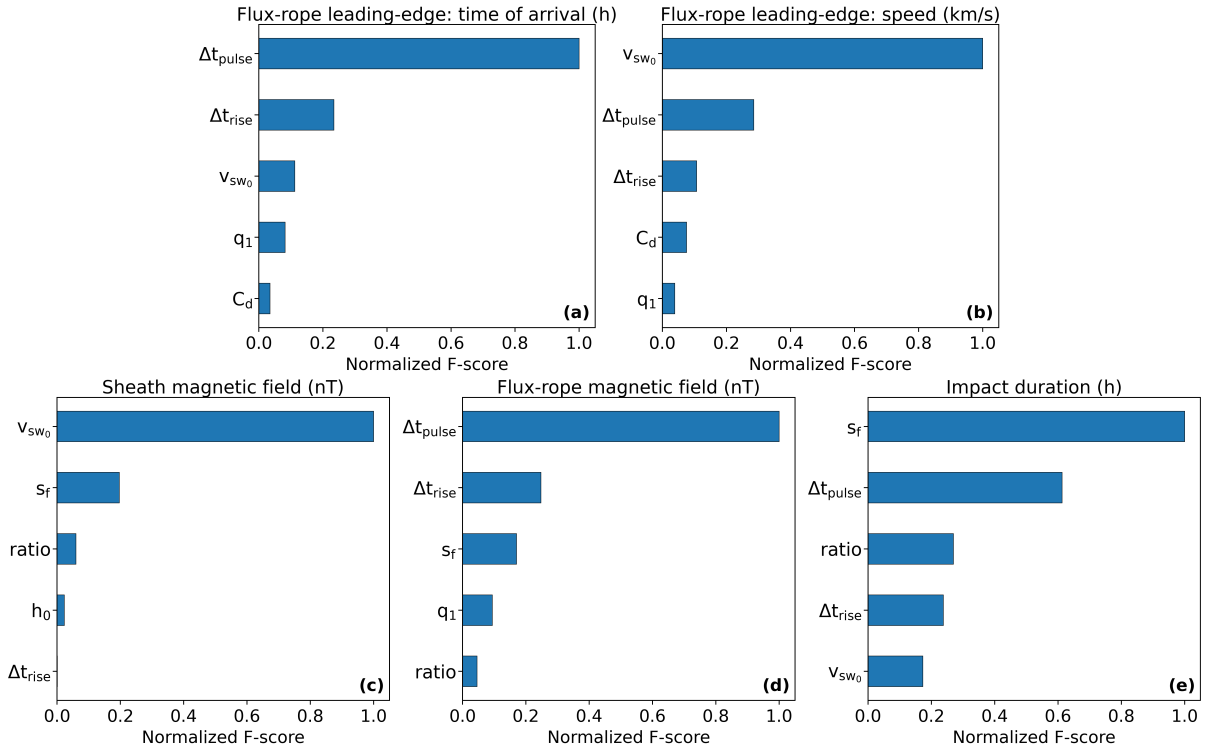 Flux-rope leading-edge: time of arrival (h)
Δt_pulse
Δt_rise
v_sw₀
q₁
C_d
(a)
0.0 0.2 0.4 0.6 0.8 1.0
Normalized F-score
Flux-rope leading-edge: speed (km/s)
v_sw₀
Δt_pulse
Δt_rise
C_d
q₁
(b)
0.0 0.2 0.4 0.6 0.8 1.0
Normalized F-score
Sheath magnetic field (nT)
v_sw₀
s_f
ratio
h₀
Δt_rise
(c)
0.0 0.2 0.4 0.6 0.8 1.0
Normalized F-score
Flux-rope magnetic field (nT)
Δt_pulse
Δt_rise
s_f
q₁
ratio
(d)
0.0 0.2 0.4 0.6 0.8 1.0
Normalized F-score
Impact duration (h)
s_f
Δt_pulse
ratio
Δt_rise
v_sw₀
(e)
0.0 0.2 0.4 0.6 0.8 1.0
Normalized F-score